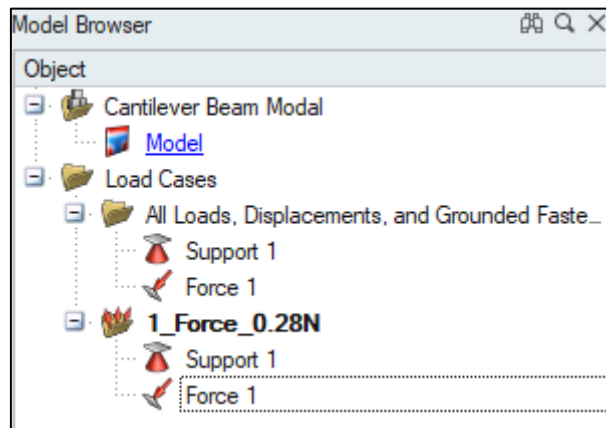 Model Browser
Object
Cantilever Beam Modal
Model
Load Cases
All Loads, Displacements, and Grounded Faste...
Support 1
Force 1
1_Force_0.28N
Support 1
Force 1